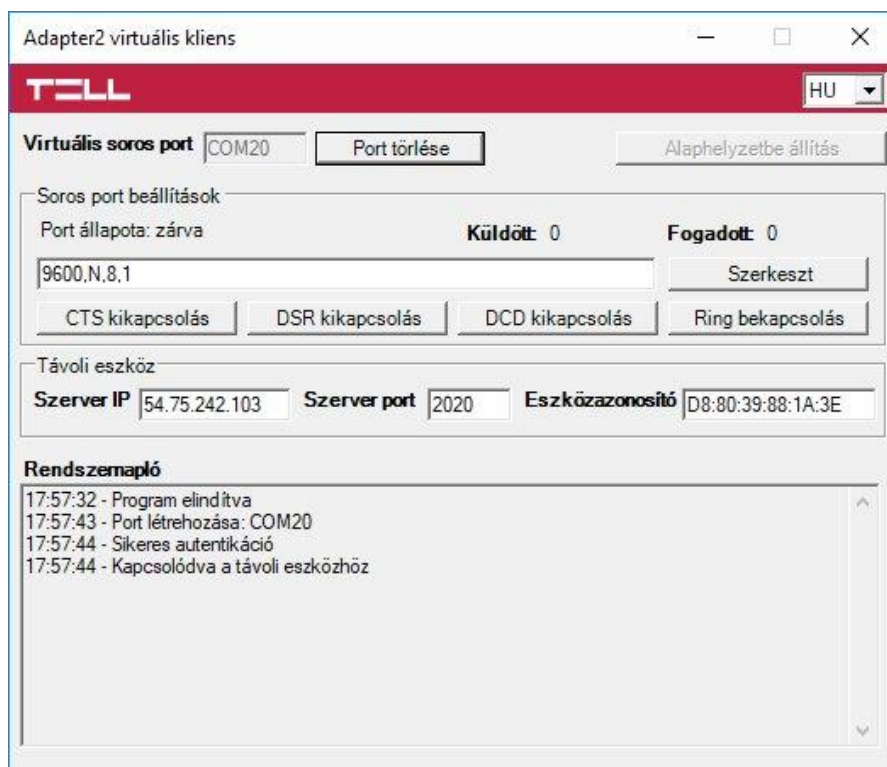 Adapter2 virtuális kliens
TELL
HU
Virtuális soros port COM20 Port törlése Alaphelyzetbe állítás
Soros port beállítások
Port állapota: zárva Küldött: 0 Fogadott: 0
9600,N,8,1 Szerkeszt
CTS kikapcsolás DSR kikapcsolás DCD kikapcsolás Ring bekapcsolás
Távoli eszköz
Szerver IP 54.75.242.103 Szerver port 2020 Eszközazonosító D8:80:39:88:1A:3E
Rendszernapló
17:57:32 - Program elindítva
17:57:43 - Port létrehozása: COM20
17:57:44 - Sikeres autentikáció
17:57:44 - Kapcsolódva a távoli eszközhöz